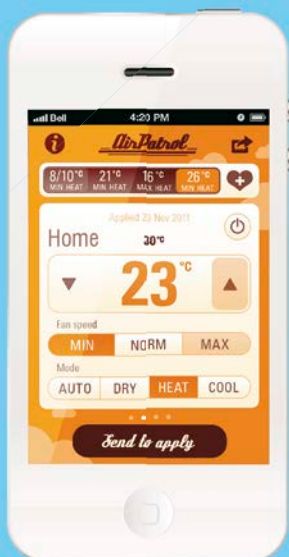 Bell 4:20 PM
i AirPatrol
8/10°C 21°C 16°C 26°C
MIN HEAT MIN HEAT MAX HEAT MIN HEAT
Applied 23 Nov 2011
Home 30°C
23°C
Fan speed
MIN NORM MAX
Mode
AUTO DRY HEAT COOL
Send to apply